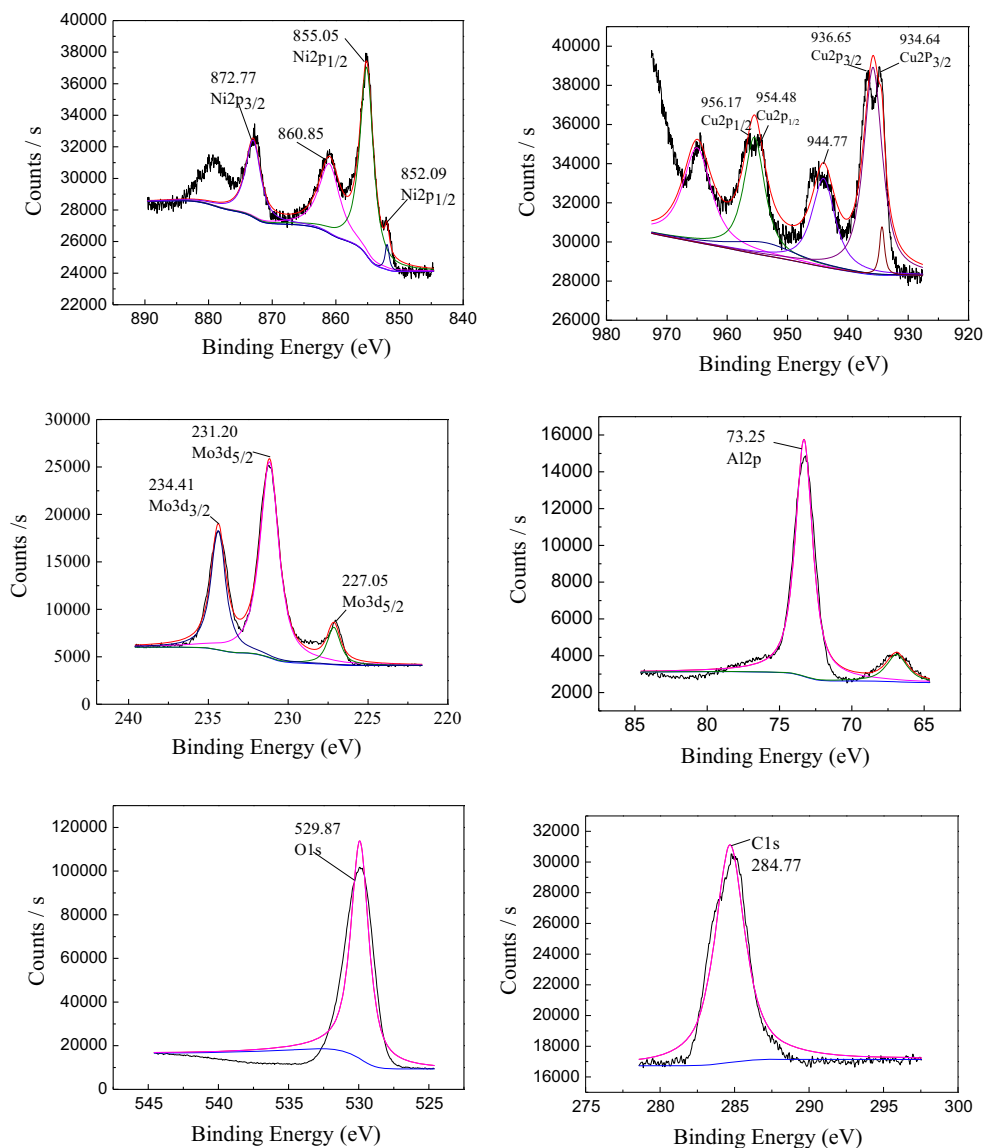 40000
38000
36000
34000
32000
30000
28000
26000
24000
22000
Counts / s
855.05
Ni2p1/2
872.77
Ni2p3/2
860.85
852.09
Ni2p1/2
890 880 870 860 850 840
Binding Energy (eV)
40000
38000
36000
34000
32000
30000
28000
26000
Counts / s
936.65
Cu2p3/2
934.64
Cu2P3/2
956.17
Cu2p1/2
954.48
Cu2p1/2
944.77
980 970 960 950 940 930 920
Binding Energy (eV)
30000
25000
20000
15000
10000
5000
0
Counts /s
231.20
Mo3d5/2
234.41
Mo3d3/2
227.05
Mo3d5/2
240 235 230 225 220
Binding Energy (eV)
16000
14000
12000
10000
8000
6000
4000
2000
Counts / s
73.25
Al2p
85 80 75 70 65
Binding Energy (eV)
120000
100000
80000
60000
40000
20000
0
Counts / s
529.87
O1s
545 540 535 530 525
Binding Energy (eV)
32000
30000
28000
26000
24000
22000
20000
18000
16000
Counts / s
C1s
284.77
275 280 285 290 295 300
Binding Energy (eV)